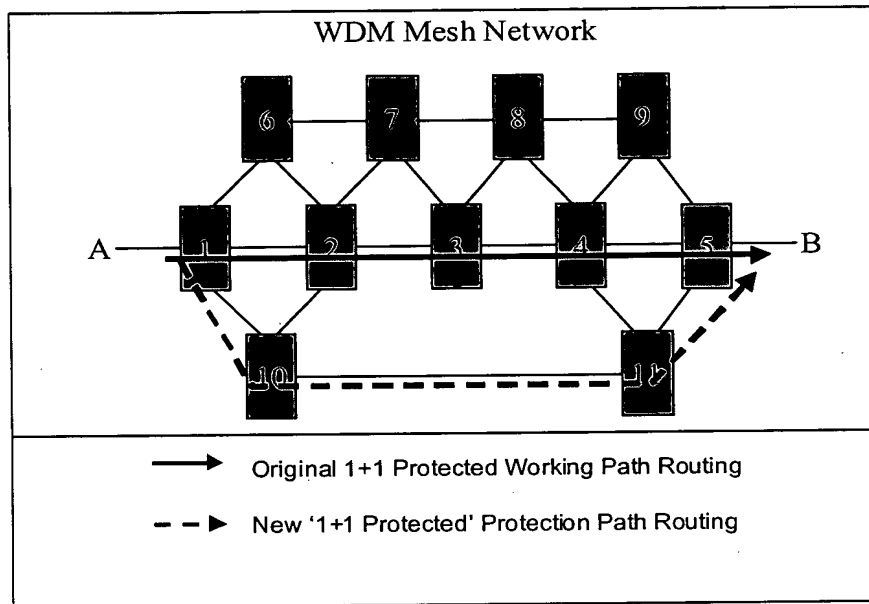 WDM Mesh Network
6 7 8 9
A 1 2 3 4 5 B
10
Original 1+1 Protected Working Path Routing
New ‘1+1 Protected’ Protection Path Routing